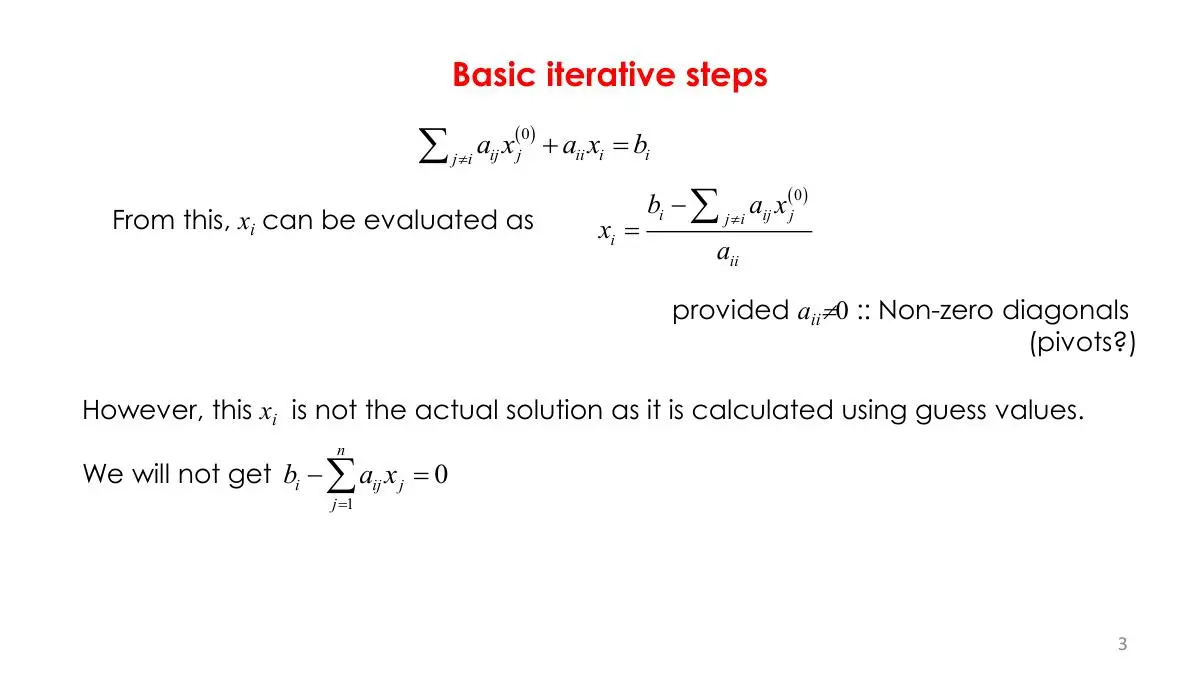 Basic iterative steps
∑_{j≠i} a_{ij} x_j^{(0)} + a_{ii} x_i = b_i
From this, x_i can be evaluated as x_i = (b_i − ∑_{j≠i} a_{ij} x_j^{(0)}) / a_{ii}
provided a_{ii}≠0 :: Non-zero diagonals
(pivots?)
However, this x_i is not the actual solution as it is calculated using guess values.
We will not get b_i − ∑_{j=1}^{n} a_{ij} x_j = 0
3